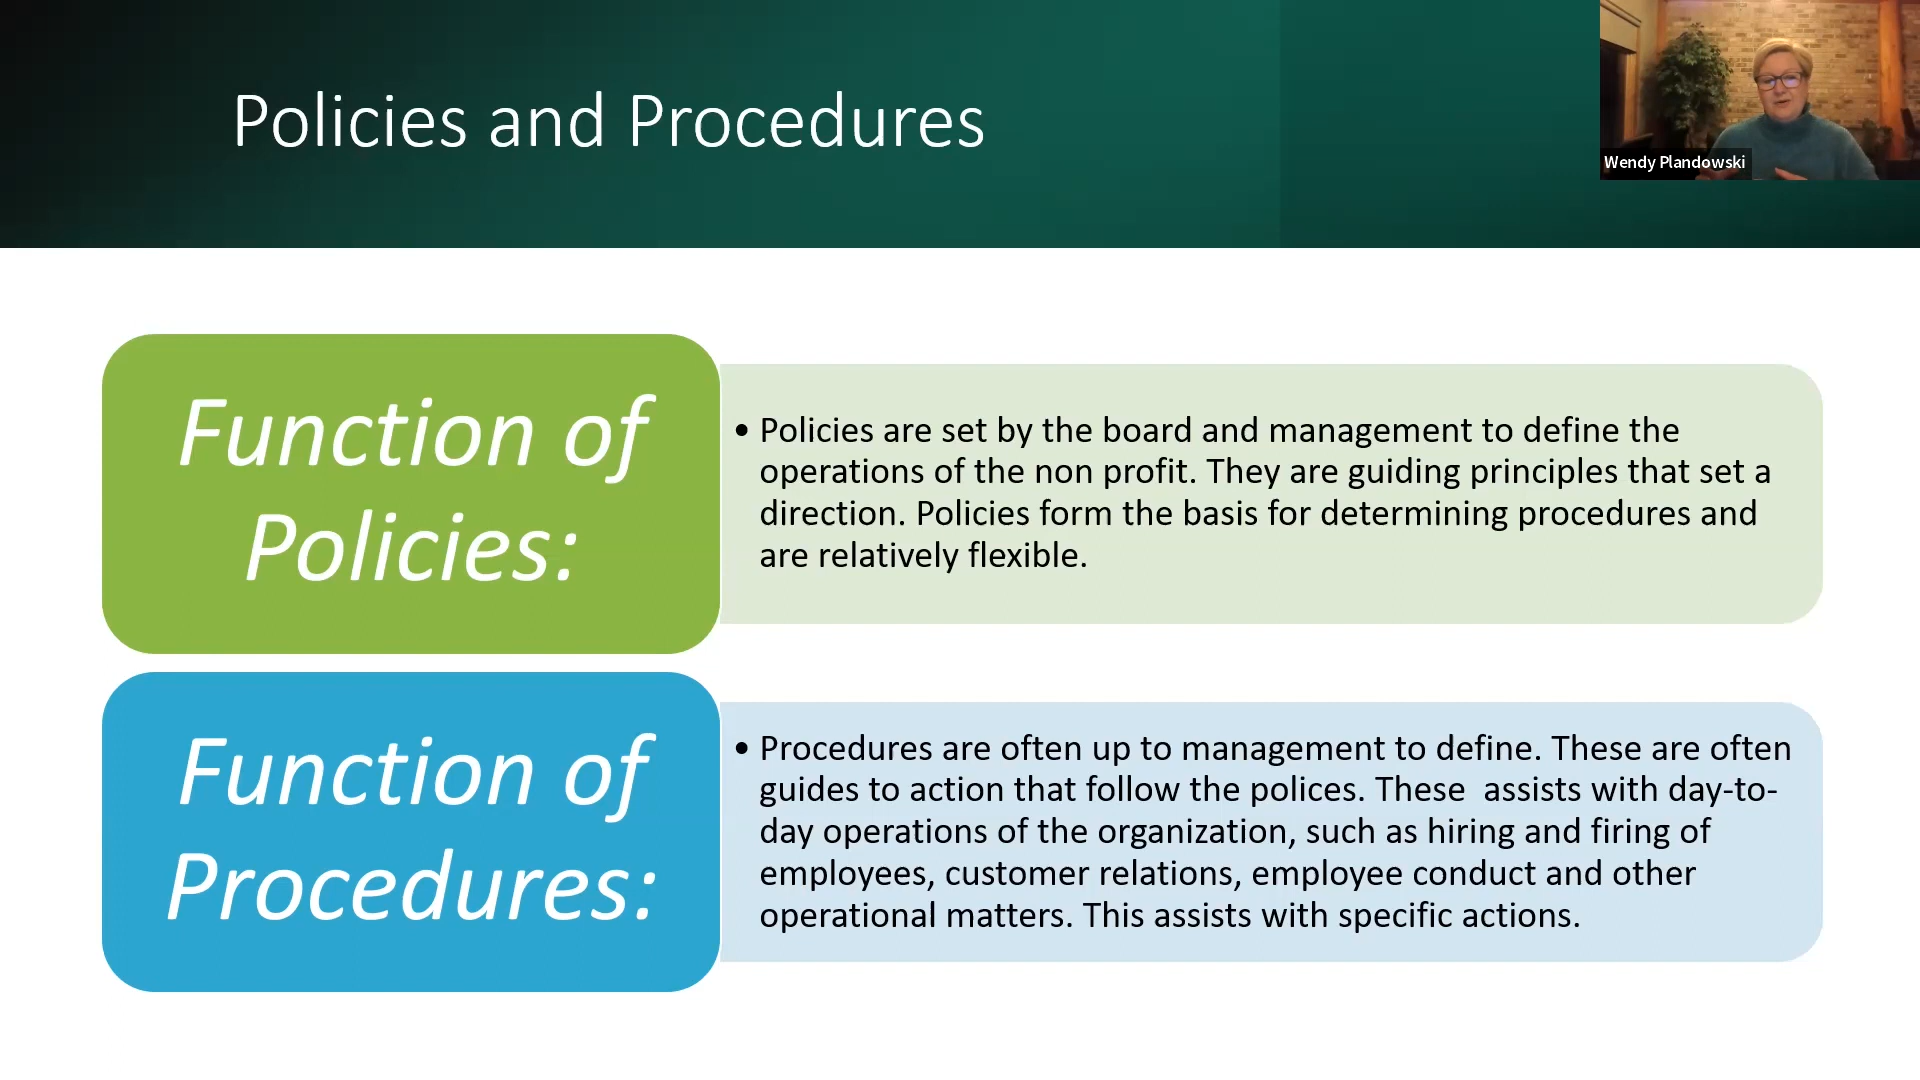 Policies and Procedures
Wendy Plandowski
Function of
Policies:
• Policies are set by the board and management to define the
operations of the non profit. They are guiding principles that set a
direction. Policies form the basis for determining procedures and
are relatively flexible.
Function of
Procedures:
• Procedures are often up to management to define. These are often
guides to action that follow the polices. These  assists with day-to-
day operations of the organization, such as hiring and firing of
employees, customer relations, employee conduct and other
operational matters. This assists with specific actions.